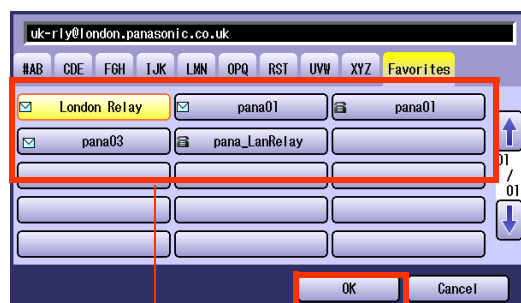 uk-rly@london.panasonic.co.uk
#AB CDE FGH IJK LMN OPQ RST UVW XYZ Favorites
London Relay pana01 pana01
pana03 pana_LanRelay
01
/
01
OK Cancel